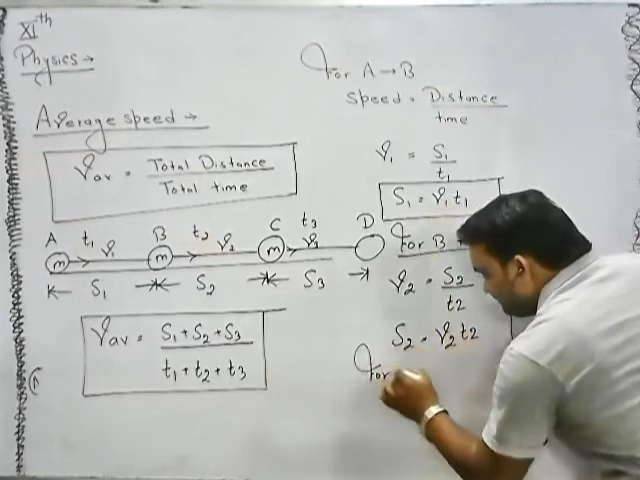 XIth
Physics →
Average speed →
Vav = Total Distance / Total time
A t1 V1 B t2 V2 C t3 V3 D
m m m
S1 S2 S3
Vav = S1 + S2 + S3 / t1 + t2 + t3
For A → B
Speed = Distance / time
V1 = S1 / t1
S1 = V1 t1
For B
V2 = S2 / t2
S2 = V2 t2
For